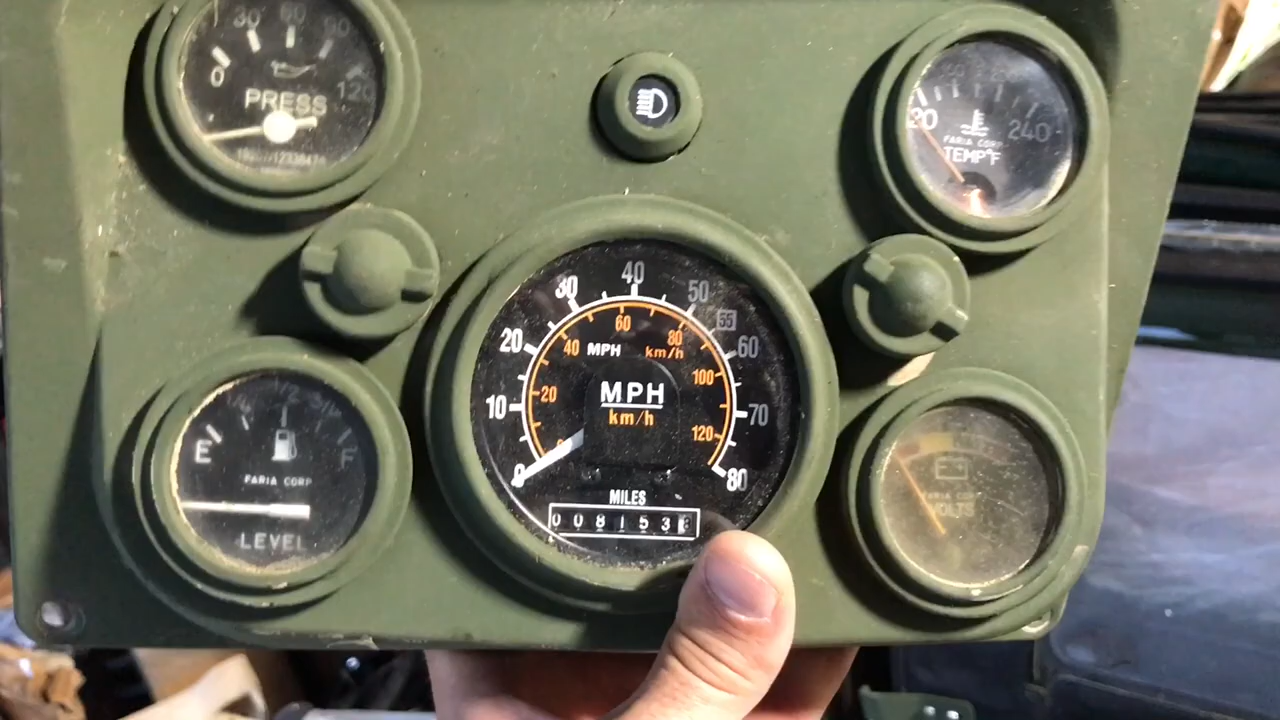 0 30 60 90 120
PRESS
120 240
FARIA CORP
TEMP°F
0 10 20 30 40 50 55 60 70 80
20 40 60 80 100 120
MPH km/h
MPH
km/h
MILES
008153
E 1/2 F
FARIA CORP
LEVEL
FARIA CORP
VOLTS